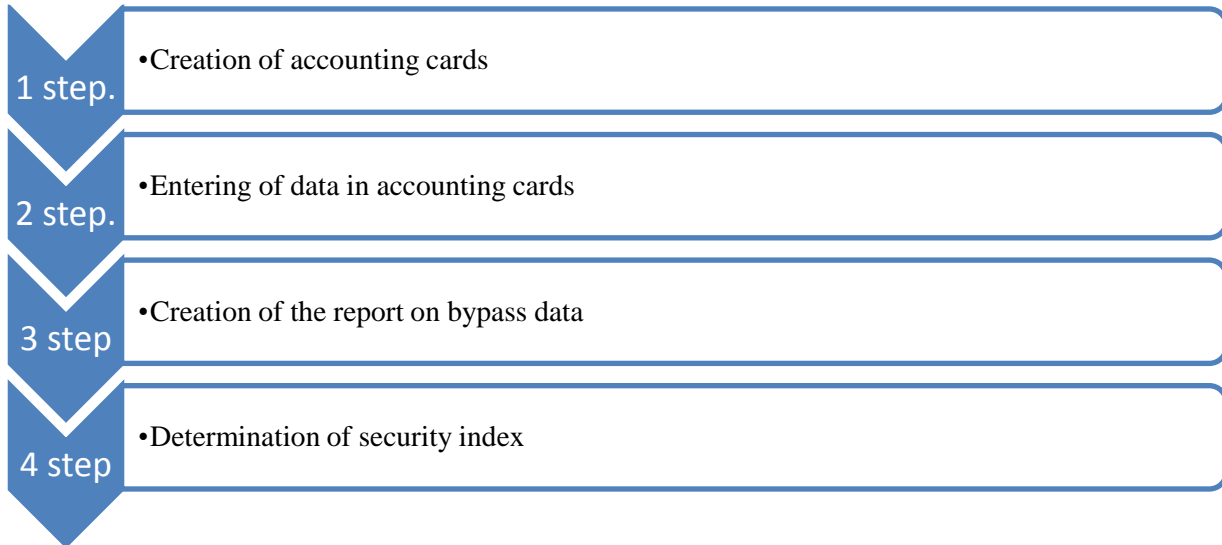 •Creation of accounting cards
1 step.
•Entering of data in accounting cards
2 step.
•Creation of the report on bypass data
3 step
•Determination of security index
4 step